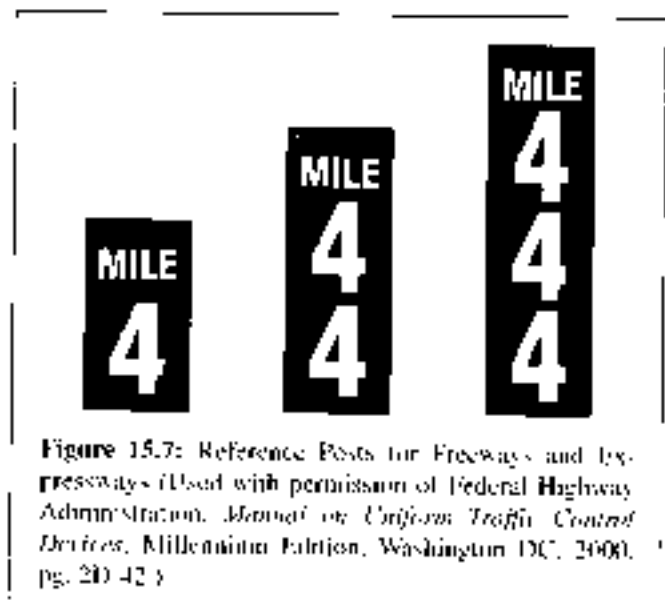 MILE
4
MILE
4
4
MILE
4
4
4
Figure 15.7: Reference Posts for Freeways and Ex-
pressways (Used with permission of Federal Highway
Administration, Manual on Uniform Traffic Control
Devices, Millennium Edition, Washington DC, 2000,
pg. 2D-42.)